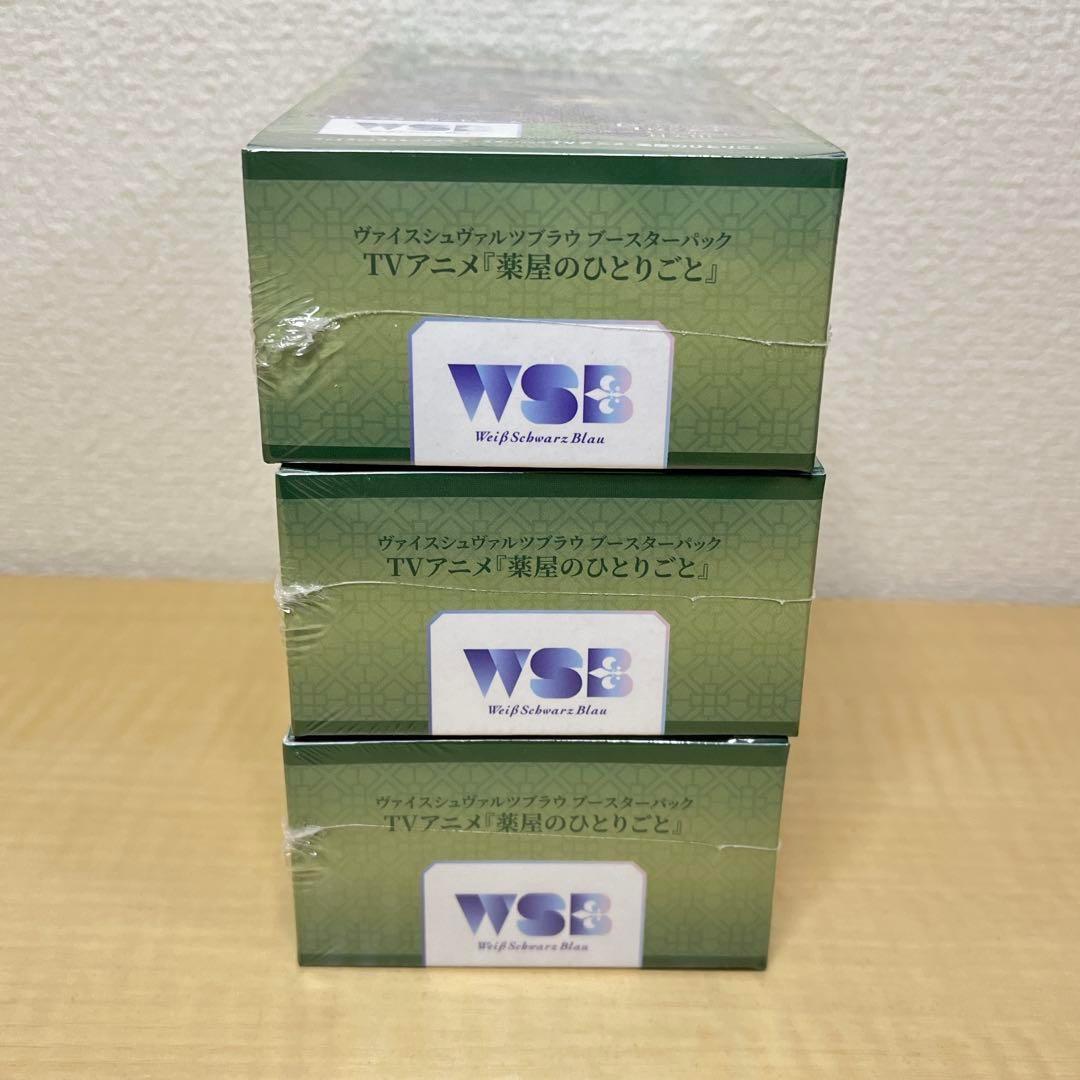 WSB
ヴァイスシュヴァルツブラウ ブースターパック
TVアニメ『薬屋のひとりごと』
WSB
Weiß Schwarz Blau
ヴァイスシュヴァルツブラウ ブースターパック
TVアニメ『薬屋のひとりごと』
WSB
Weiß Schwarz Blau
ヴァイスシュヴァルツブラウ ブースターパック
TVアニメ『薬屋のひとりごと』
WSB
Weiß Schwarz Blau